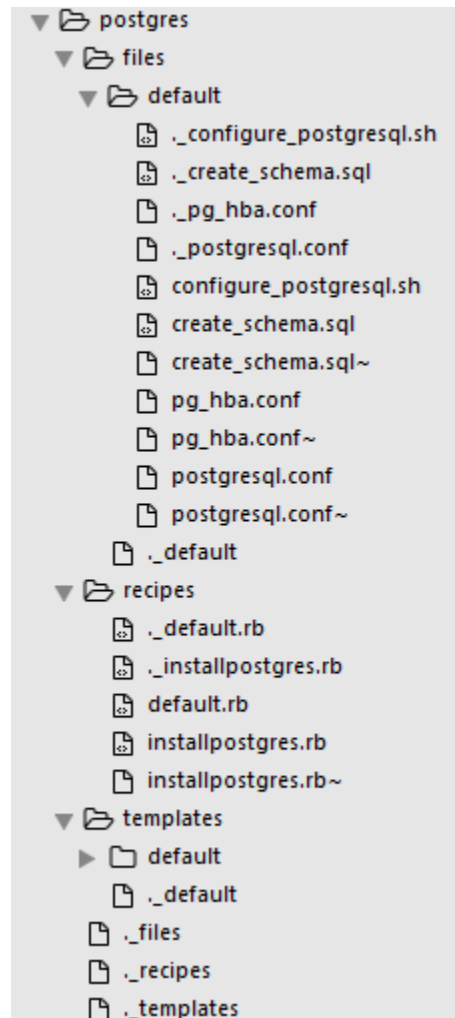 postgres
files
default
._configure_postgresql.sh
._create_schema.sql
._pg_hba.conf
._postgresql.conf
configure_postgresql.sh
create_schema.sql
create_schema.sql~
pg_hba.conf
pg_hba.conf~
postgresql.conf
postgresql.conf~
._default
recipes
._default.rb
._installpostgres.rb
default.rb
installpostgres.rb
installpostgres.rb~
templates
default
._default
._files
._recipes
._templates